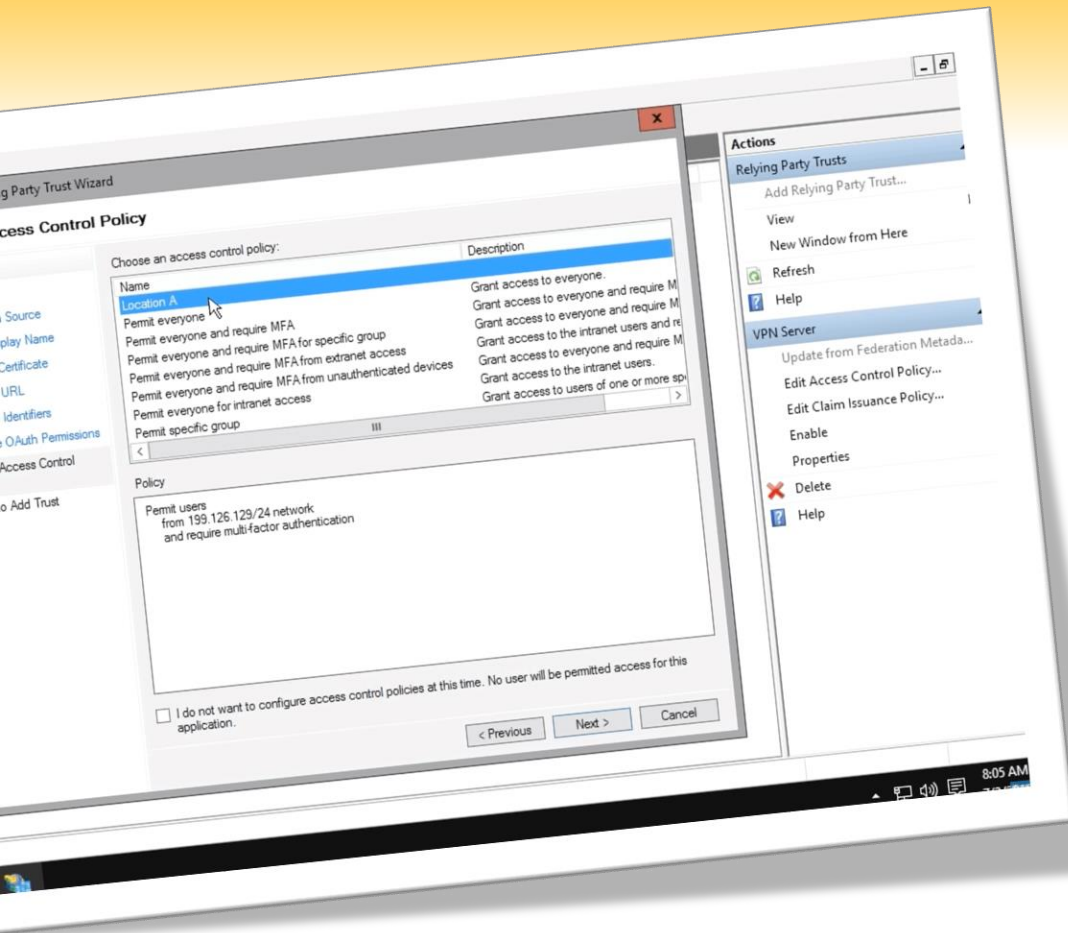 g Party Trust Wizard
cess Control Policy
Source
play Name
Certificate
URL
Identifiers
OAuth Permissions
Access Control
o Add Trust
Choose an access control policy:
Name Description
Location A
Permit everyone Grant access to everyone.
Permit everyone and require MFA Grant access to everyone and require M
Permit everyone and require MFA for specific group Grant access to everyone and require M
Permit everyone and require MFA from extranet access Grant access to the intranet users and re
Permit everyone and require MFA from unauthenticated devices Grant access to everyone and require M
Permit everyone for intranet access Grant access to the intranet users.
Permit specific group Grant access to users of one or more spe
Policy
Permit users
from 199.126.129/24 network
and require multi-factor authentication
I do not want to configure access control policies at this time. No user will be permitted access for this
application.
< Previous Next > Cancel
Actions
Relying Party Trusts
Add Relying Party Trust...
View
New Window from Here
Refresh
Help
VPN Server
Update from Federation Metada...
Edit Access Control Policy...
Edit Claim Issuance Policy...
Enable
Properties
Delete
Help
8:05 AM